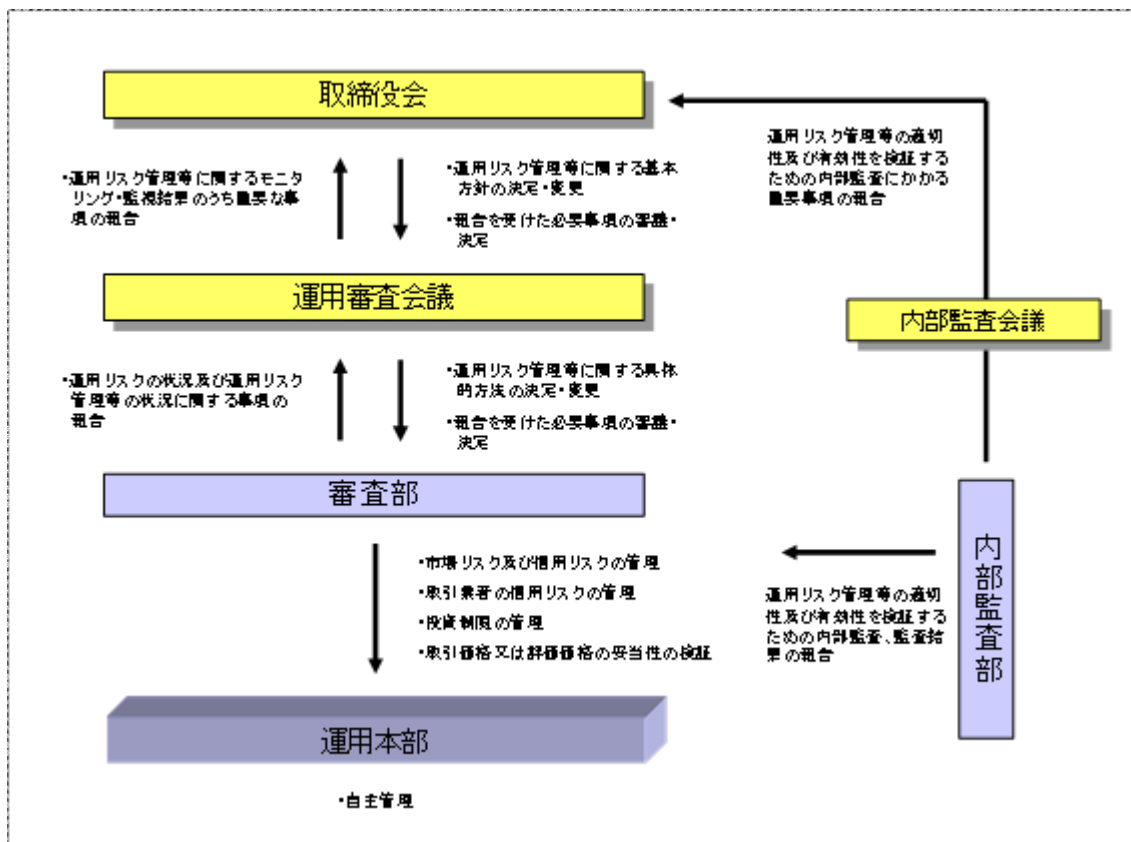 取締役会
・運用リスク管理等に関するモニタ
リング・監視結果のうち重要な事
項の報告
・運用リスク管理等に関する基本
方針の決定・変更
・報告を受けた必要事項の審議・
決定
運用リスク管理等の適切
性及び有効性を検証する
ための内部監査にかかる
重要事項の報告
運用審査会議
内部監査会議
・運用リスクの状況及び運用リスク
管理等の状況に関する事項の
報告
・運用リスク管理等に関する具体
的方法の決定・変更
・報告を受けた必要事項の審議・
決定
審査部
・市場リスク及び信用リスクの管理
・取引業者の信用リスクの管理
・投資制限の管理
・取引価格又は評価価格の妥当性の検証
運用リスク管理等の適切
性及び有効性を検証する
ための内部監査、監査結
果の報告
内部監査部
運用本部
・自主管理